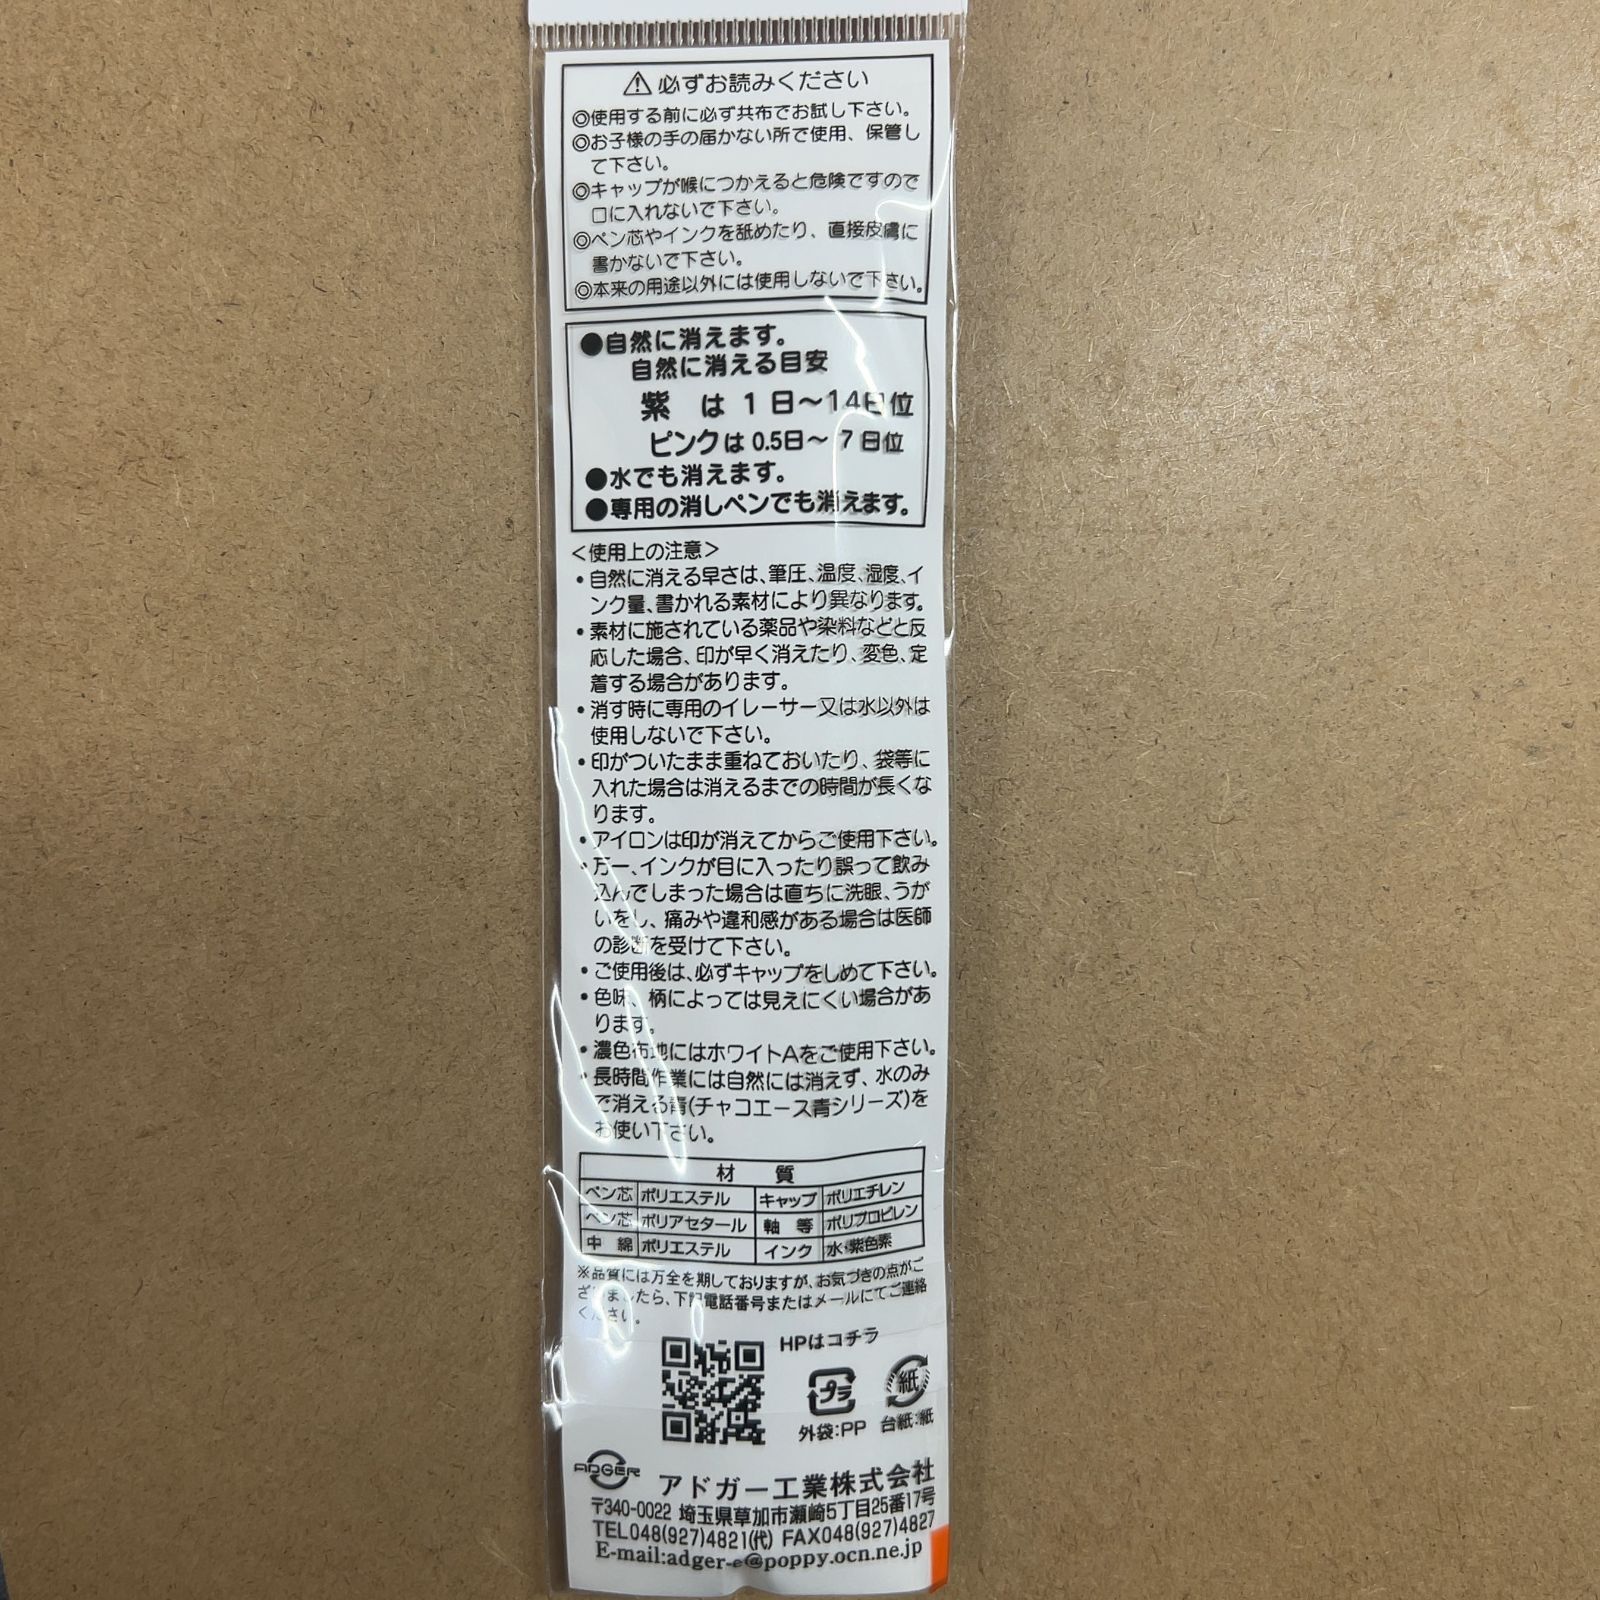 ⚠必ずお読みください
◎使用する前に必ず共布でお試し下さい。
◎お子様の手の届かない所で使用、保管し
て下さい。
◎キャップが喉につかえると危険ですので
口に入れないで下さい。
◎ペン芯やインクを舐めたり、直接皮膚に
書かないで下さい。
◎本来の用途以外には使用しないで下さい。
●自然に消えます。
自然に消える目安
紫 は 1日～14日位
ピンクは 0.5日～ 7日位
●水でも消えます。
●専用の消しペンでも消えます。
＜使用上の注意＞
・自然に消える早さは、筆圧、温度、湿度、イ
ンク量、書かれる素材により異なります。
・素材に施されている薬品や染料などと反
応した場合、印が早く消えたり、変色、定
着する場合があります。
・消す時に専用のイレーサー又は水以外は
使用しないで下さい。
・印がついたまま重ねておいたり、袋等に
入れた場合は消えるまでの時間が長くな
ります。
・アイロンは印が消えてからご使用下さい。
・万一、インクが目に入ったり誤って飲み
込んでしまった場合は直ちに洗眼、うが
いをし、痛みや違和感がある場合は医師
の診断を受けて下さい。
・ご使用後は、必ずキャップをしめて下さい。
・色味、柄によっては見えにくい場合があ
ります。
・濃色布地にはホワイトAをご使用下さい。
・長時間作業には自然には消えず、水のみ
で消える青(チャコエース青シリーズ)を
お使い下さい。
材 質
ペン芯 ポリエステル キャップ ポリエチレン
ペン芯 ポリアセタール 軸 等 ポリプロピレン
中 綿 ポリエステル インク 水・紫色素
※品質には万全を期しておりますが、お気づきの点がご
ざいましたら、下記電話番号またはメールにてご連絡
ください。
HPはコチラ
プラ 紙
外袋:PP 台紙:紙
ADGER アドガー工業株式会社
〒340-0022 埼玉県草加市瀬崎5丁目25番17号
TEL048(927)4821(代) FAX048(927)4827
E-mail:adger-e@poppy.ocn.ne.jp